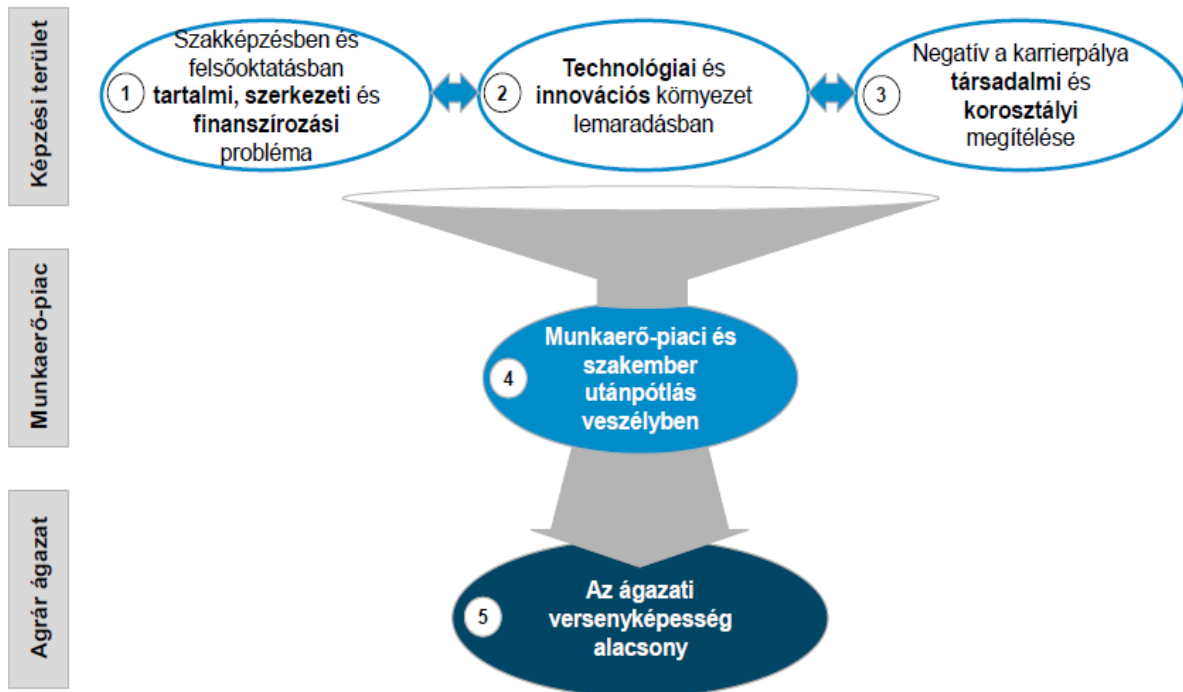 Képzési terület
1
Szakképzésben és
felsőoktatásban
tartalmi, szerkezeti és
finanszírozási
probléma
2
Technológiai és
innovációs környezet
lemaradásban
3
Negatív a karrierpálya
társadalmi és
korosztályi
megítélése
Munkaerő-piac
4
Munkaerő-piaci és
szakember
utánpótlás
veszélyben
Agrár ágazat
5
Az ágazati
versenyképesség
alacsony